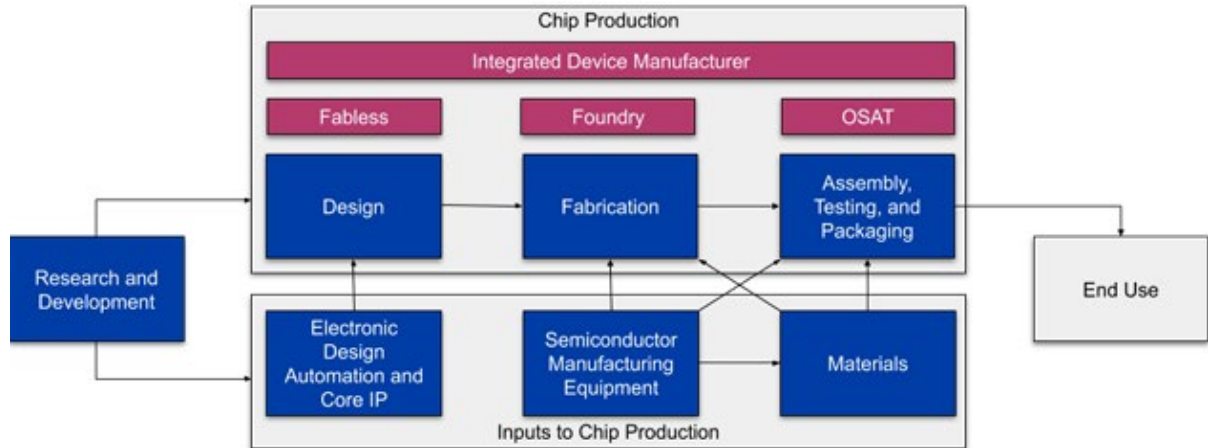 Chip Production
Integrated Device Manufacturer
Fabless
Foundry
OSAT
Design
Fabrication
Assembly,
Testing, and
Packaging
Research and
Development
End Use
Electronic
Design
Automation and
Core IP
Semiconductor
Manufacturing
Equipment
Materials
Inputs to Chip Production